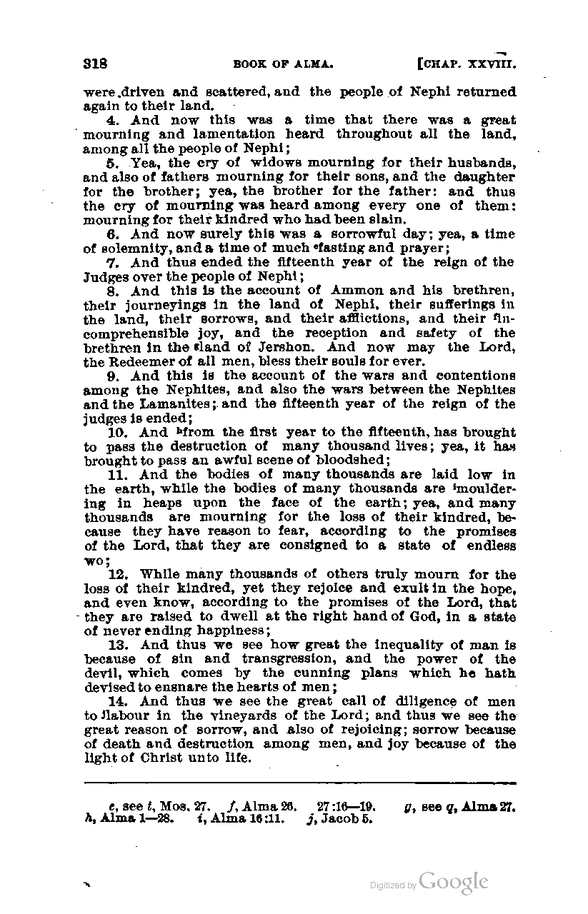 318 BOOK OF ALMA. [CHAP. XXVIII.
were driven and scattered, and the people of Nephi returned
again to their land.
4. And now this was a time that there was a great
mourning and lamentation heard throughout all the land,
among all the people of Nephi;
5. Yea, the cry of widows mourning for their husbands,
and also of fathers mourning for their sons, and the daughter
for the brother; yea, the brother for the father: and thus
the cry of mourning was heard among every one of them:
mourning for their kindred who had been slain.
6. And now surely this was a sorrowful day; yea, a time
of solemnity, and a time of much ᵉfasting and prayer;
7. And thus ended the fifteenth year of the reign of the
Judges over the people of Nephi;
8. And this is the account of Ammon and his brethren,
their journeyings in the land of Nephi, their sufferings in
the land, their sorrows, and their afflictions, and their ᶠin-
comprehensible joy, and the reception and safety of the
brethren in the ᵍland of Jershon. And now may the Lord,
the Redeemer of all men, bless their souls for ever.
9. And this is the account of the wars and contentions
among the Nephites, and also the wars between the Nephites
and the Lamanites; and the fifteenth year of the reign of the
judges is ended;
10. And ʰfrom the first year to the fifteenth, has brought
to pass the destruction of many thousand lives; yea, it has
brought to pass an awful scene of bloodshed;
11. And the bodies of many thousands are laid low in
the earth, while the bodies of many thousands are ⁱmoulder-
ing in heaps upon the face of the earth; yea, and many
thousands are mourning for the loss of their kindred, be-
cause they have reason to fear, according to the promises
of the Lord, that they are consigned to a state of endless
wo;
12. While many thousands of others truly mourn for the
loss of their kindred, yet they rejoice and exult in the hope,
and even know, according to the promises of the Lord, that
they are raised to dwell at the right hand of God, in a state
of never ending happiness;
13. And thus we see how great the inequality of man is
because of sin and transgression, and the power of the
devil, which comes by the cunning plans which he hath
devised to ensnare the hearts of men;
14. And thus we see the great call of diligence of men
to ʲlabour in the vineyards of the Lord; and thus we see the
great reason of sorrow, and also of rejoicing; sorrow because
of death and destruction among men, and joy because of the
light of Christ unto life.
e, see t, Mos. 27. f, Alma 26. 27:16—19. g, see q, Alma 27.
h, Alma 1—28. i, Alma 16:11. j, Jacob 5.
Digitized by Google